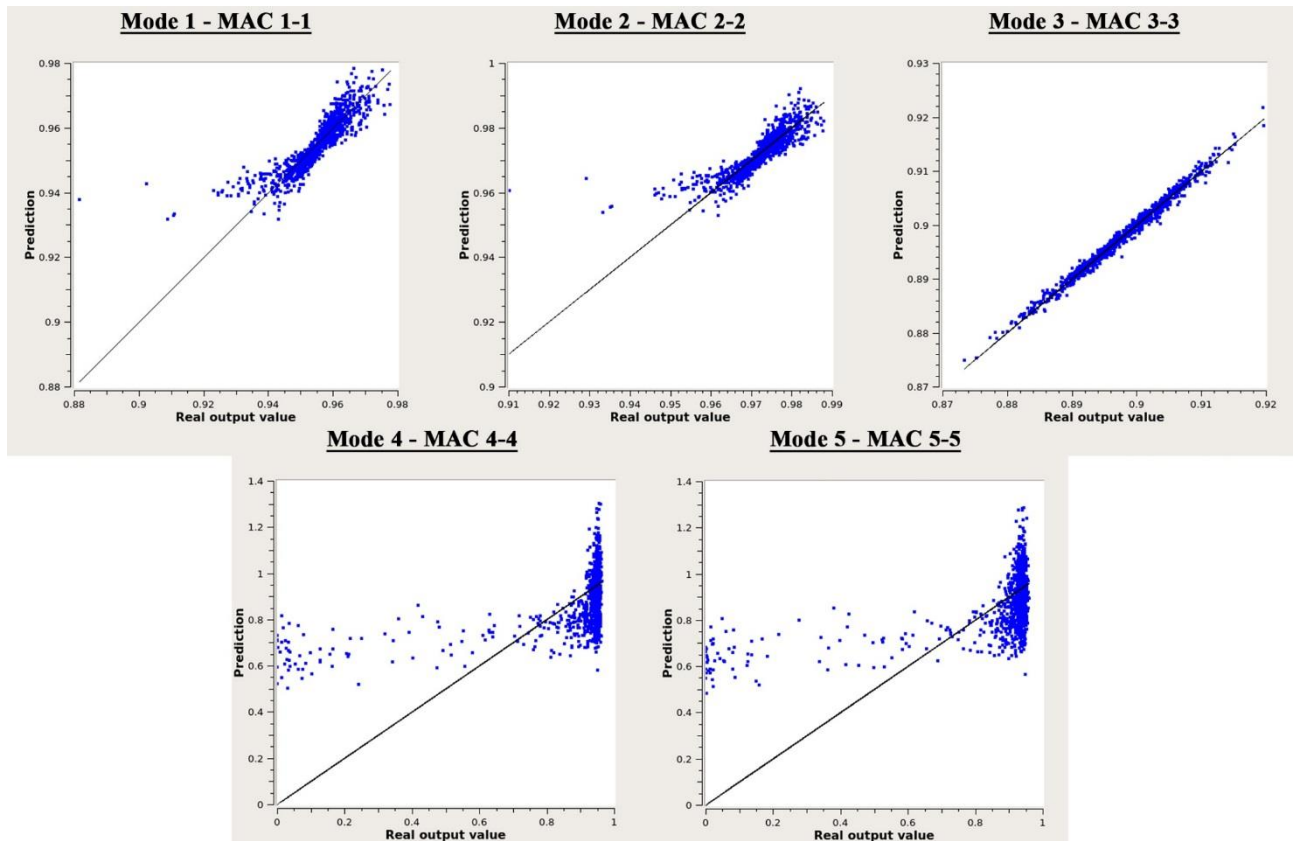 Mode 1 - MAC 1-1
Mode 2 - MAC 2-2
Mode 3 - MAC 3-3
0.98
0.96
0.94
0.92
0.9
0.88
Prediction
0.88 0.9 0.92 0.94 0.96 0.98
Real output value
1
0.98
0.96
0.94
0.92
0.9
Prediction
0.91 0.92 0.93 0.94 0.95 0.96 0.97 0.98 0.99
Real output value
0.93
0.92
0.91
0.9
0.89
0.88
0.87
Prediction
0.87 0.88 0.89 0.9 0.91 0.92
Real output value
Mode 4 - MAC 4-4
Mode 5 - MAC 5-5
1.4
1.2
1
0.8
0.6
0.4
0.2
0
Prediction
0 0.2 0.4 0.6 0.8 1
Real output value
1.4
1.2
1
0.8
0.6
0.4
0.2
0
Prediction
0 0.2 0.4 0.6 0.8 1
Real output value